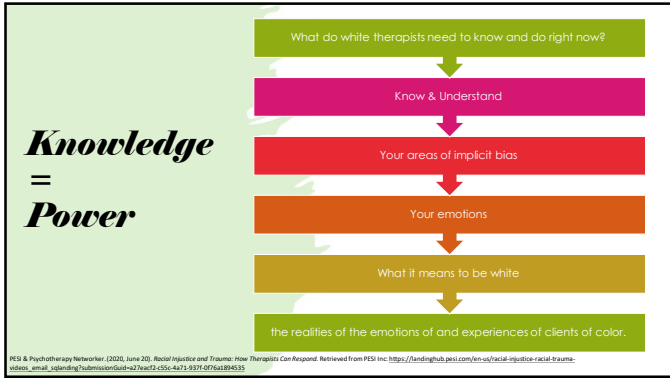 What do white therapists need to know and do right now?
Know & Understand
Your areas of implicit bias
Your emotions
What it means to be white
the realities of the emotions of and experiences of clients of color.
Knowledge
=
Power
PESI & Psychotherapy Networker. (2020, June 20). Racial Injustice and Trauma: How Therapists Can Respond. Retrieved from PESI Inc: https://landinghub.pesi.com/en-us/racial-injustice-racial-trauma-
videos_email_sqlanding?submissionGuid=a27eacf2-c55c-4a71-937f-0f76a1894535